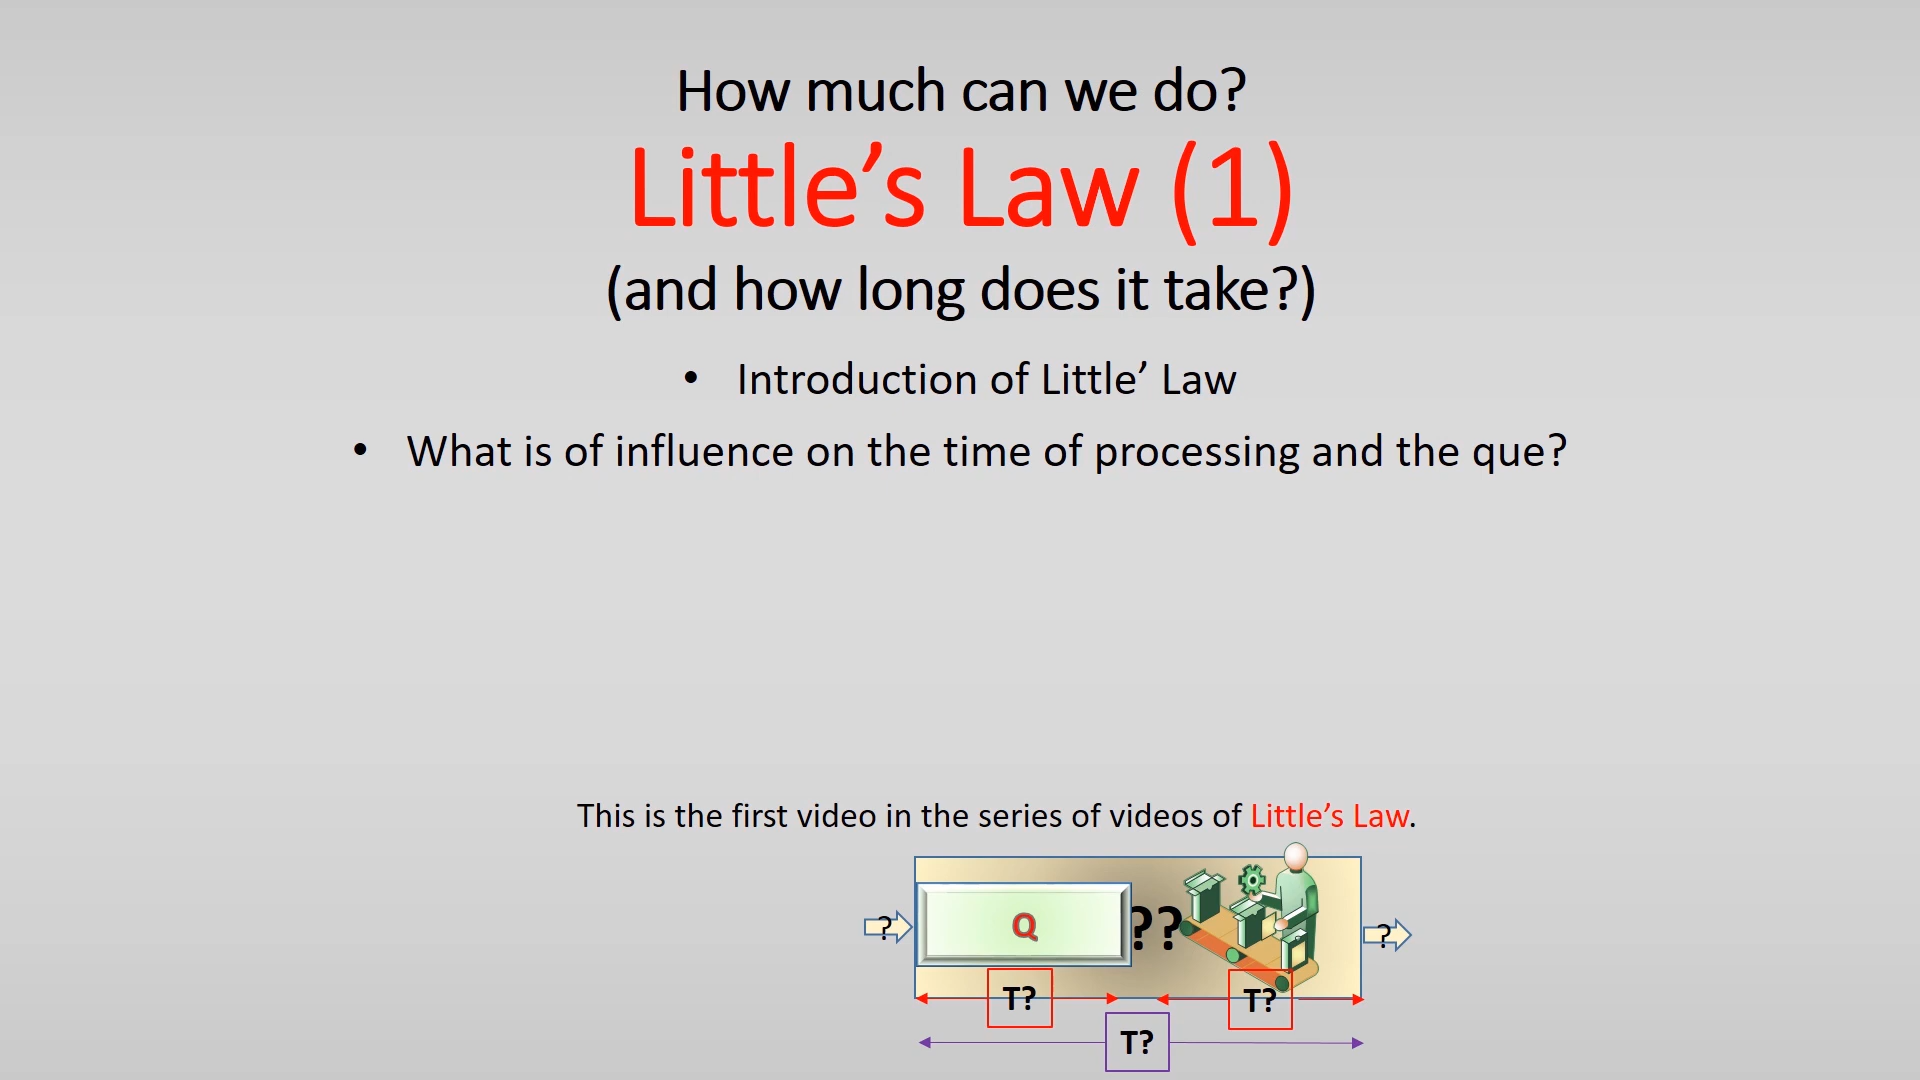 How much can we do?
Little’s Law (1)
(and how long does it take?)
• Introduction of Little’ Law
• What is of influence on the time of processing and the que?
This is the first video in the series of videos of Little’s Law.
? Q ?? ?
T? T?
T?